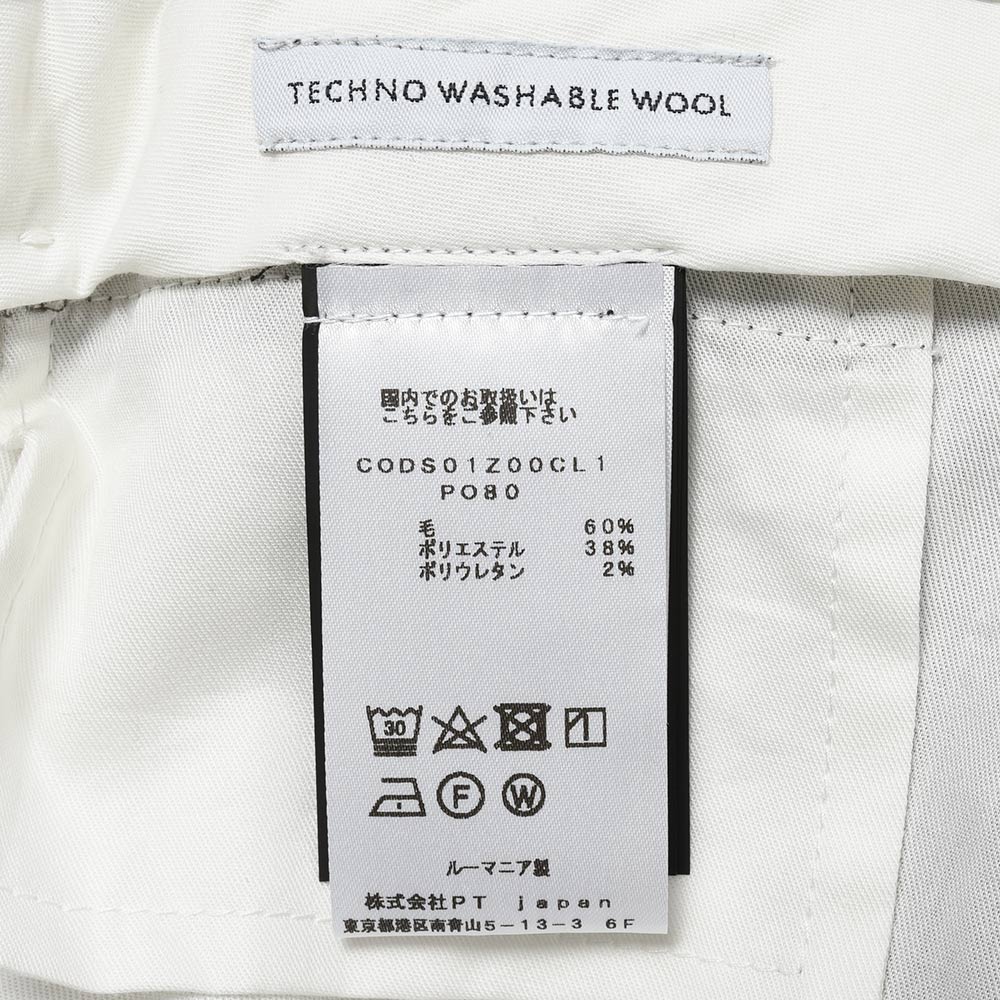 TECHNO WASHABLE WOOL
国内でのお取扱いは
こちらをご参照下さい
CODS01Z00CL1
PO80
毛 60%
ポリエステル 38%
ポリウレタン 2%
30
F W
ルーマニア製
株式会社PT japan
東京都港区南青山5-13-3 6F